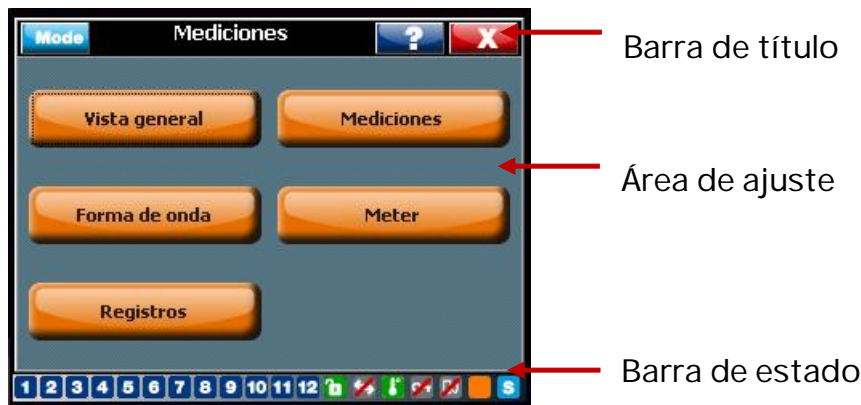 Mode Mediciones ? X
Barra de título
Vista general Mediciones
Área de ajuste
Forma de onda Meter
Registros
Barra de estado
1 2 3 4 5 6 7 8 9 10 11 12 S